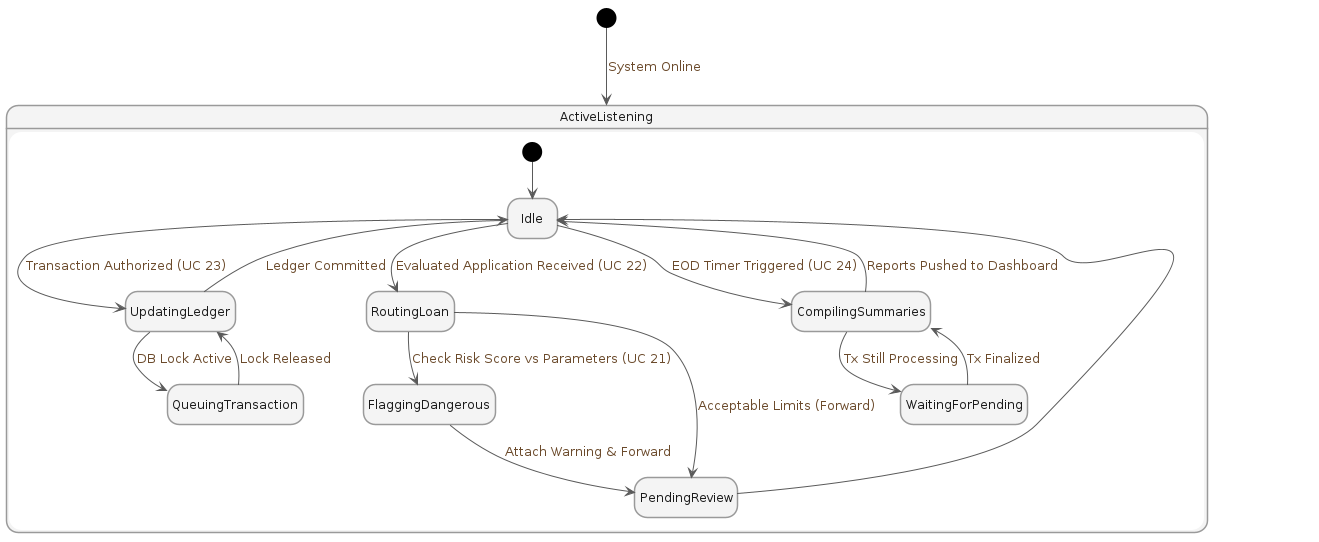 System Online
ActiveListening
Idle
Transaction Authorized (UC 23)
Ledger Committed
Evaluated Application Received (UC 22)
EOD Timer Triggered (UC 24)
Reports Pushed to Dashboard
UpdatingLedger
RoutingLoan
CompilingSummaries
DB Lock Active
Lock Released
Check Risk Score vs Parameters (UC 21)
Tx Still Processing
Tx Finalized
QueuingTransaction
FlaggingDangerous
Acceptable Limits (Forward)
WaitingForPending
Attach Warning & Forward
PendingReview